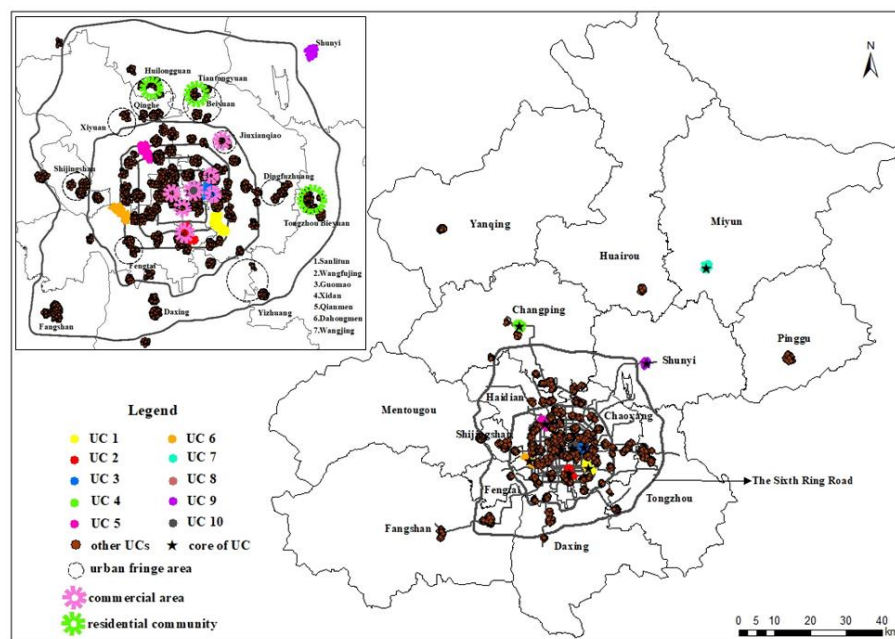 Shunyi
Huilongguan
Tiantongyuan
Qinghe
Beiyuan
Xiyuan
Jiuxianqiao
Shijingshan
Dingfuzhuang
Tongzhou Bieyuan
Fengtai
1.Sanlitun
2.Wangfujing
3.Guomao
4.Xidan
5.Qianmen
6.Dahongmen
7.Wangjing
Fangshan
Daxing
Yizhuang
N
Yanqing
Miyun
Huairou
Changping
Pinggu
Shunyi
Mentougou
Haidian
Chaoyang
Shijingshan
The Sixth Ring Road
Fengtai
Tongzhou
Fangshan
Daxing
Legend
UC 1
UC 6
UC 2
UC 7
UC 3
UC 8
UC 4
UC 9
UC 5
UC 10
other UCs
core of UC
urban fringe area
commercial area
residential community
0 5 10 20 30 40
km